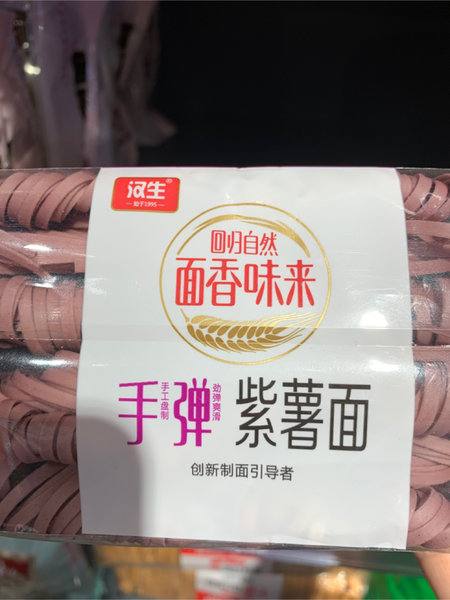 汉生®
始于1995
回归自然
面香味来
手弹 紫薯面
手工盘制
劲弹爽滑
创新制面引导者